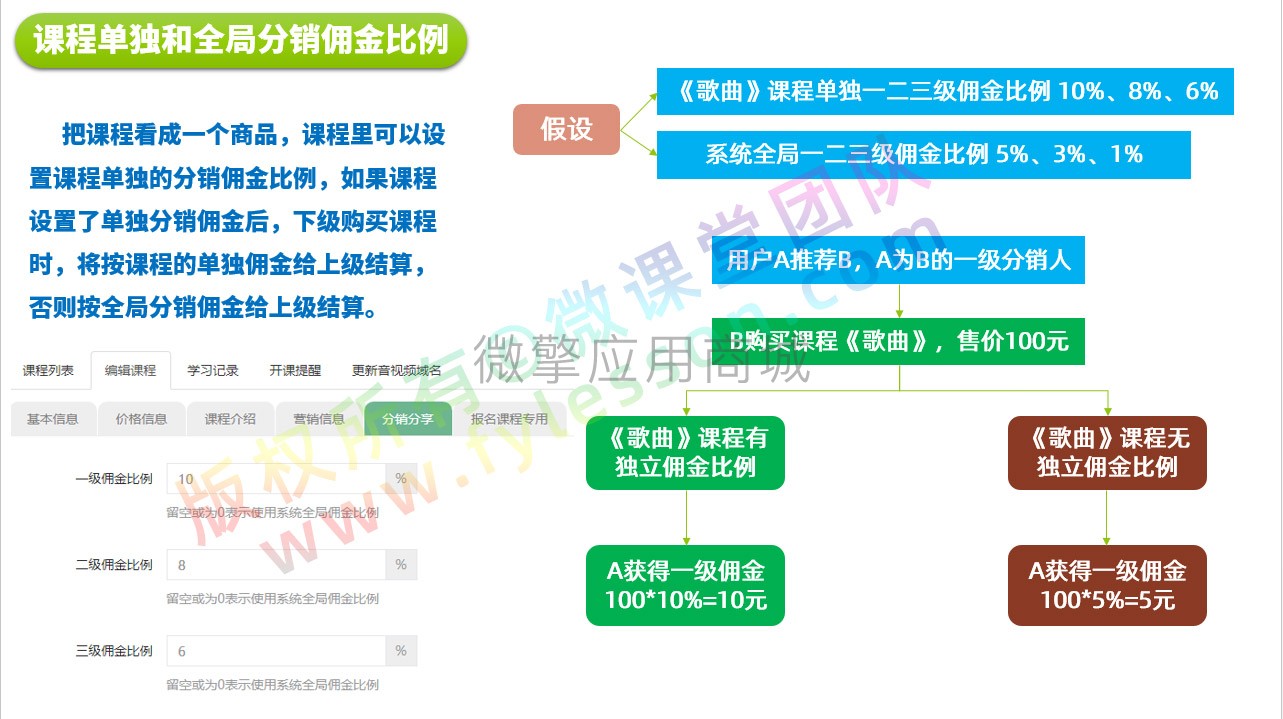 课程单独和全局分销佣金比例
把课程看成一个商品，课程里可以设
置课程单独的分销佣金比例，如果课程
设置了单独分销佣金后，下级购买课程
时，将按课程的单独佣金给上级结算，
否则按全局分销佣金给上级结算。
课程列表 编辑课程 学习记录 开课提醒 更新音视频域名
基本信息 价格信息 课程介绍 营销信息 分销分享 报名课程专用
一级佣金比例 10 %
留空或为0表示使用系统全局佣金比例
二级佣金比例 8 %
留空或为0表示使用系统全局佣金比例
三级佣金比例 6 %
留空或为0表示使用系统全局佣金比例
假设
《歌曲》课程单独一二三级佣金比例 10%、8%、6%
系统全局一二三级佣金比例 5%、3%、1%
用户A推荐B，A为B的一级分销人
B购买课程《歌曲》，售价100元
《歌曲》课程有
独立佣金比例
《歌曲》课程无
独立佣金比例
A获得一级佣金
100*10%=10元
A获得一级佣金
100*5%=5元
版权所有@微课堂团队
www.fylesson.com
微擎应用商城